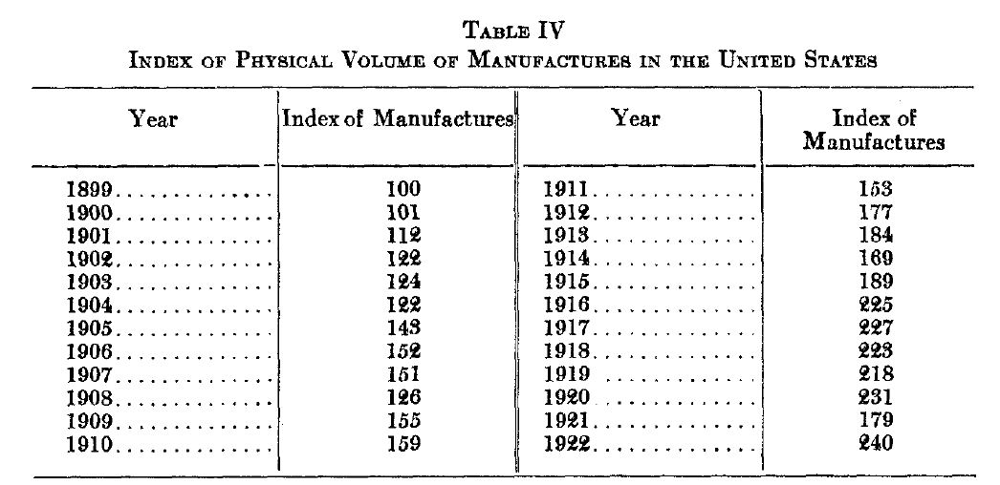 TABLE IV
INDEX OF PHYSICAL VOLUME OF MANUFACTURES IN THE UNITED STATES
Year Index of Manufactures Year Index of
Manufactures
1899.............. 100 1911.............. 153
1900.............. 101 1912.............. 177
1901.............. 112 1913.............. 184
1902.............. 122 1914.............. 169
1903.............. 124 1915.............. 189
1904.............. 122 1916.............. 225
1905.............. 143 1917.............. 227
1906.............. 152 1918.............. 223
1907.............. 151 1919 ............. 218
1908.............. 126 1920 ............. 231
1909.............. 155 1921.............. 179
1910.............. 159 1922.............. 240